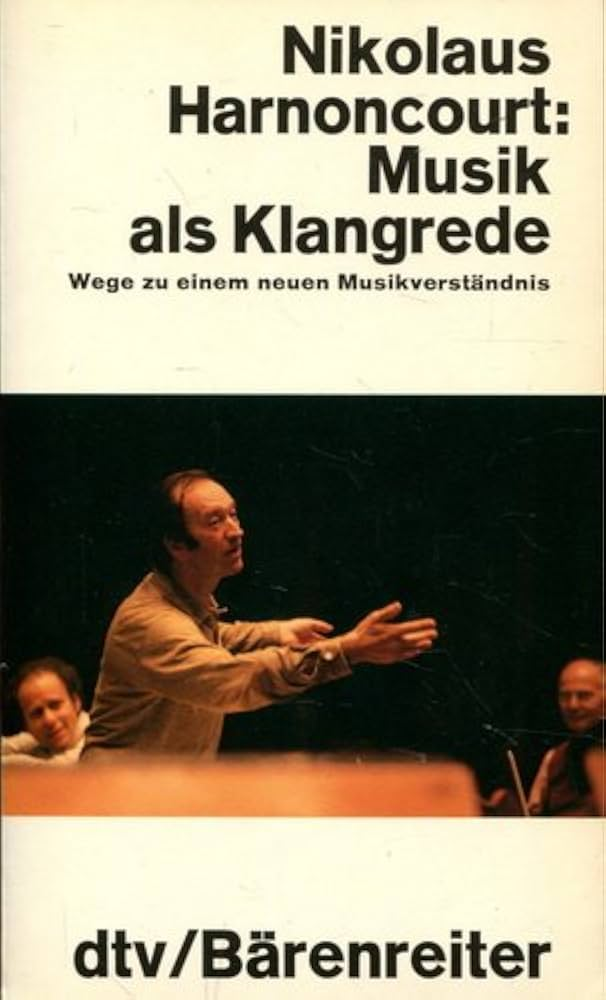 Nikolaus
Harnoncourt:
Musik
als Klangrede
Wege zu einem neuen Musikverständnis
dtv/Bärenreiter